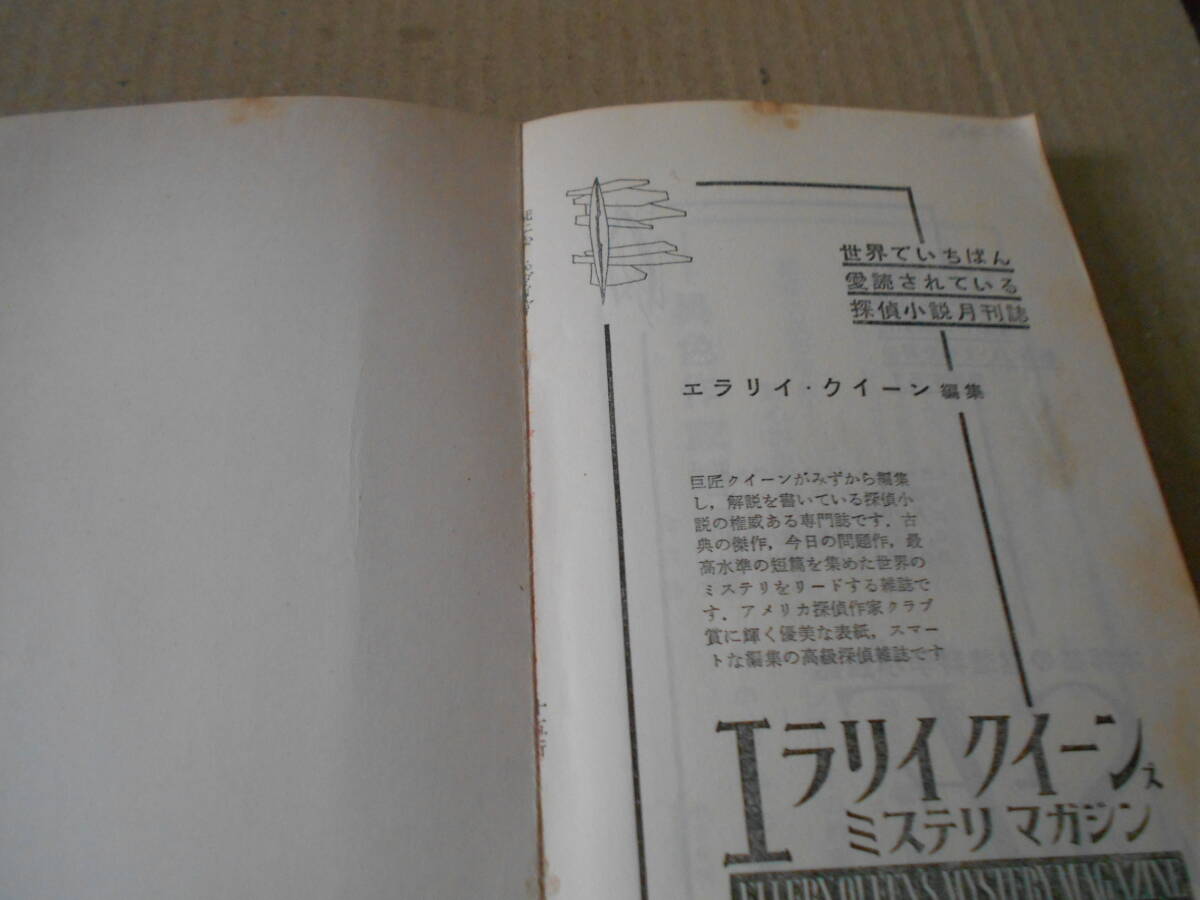 世界でいちばん
愛読されている
探偵小説月刊誌
エラリイ・クイーン編集
巨匠クイーンがみずから編集
し，解説を書いている探偵小
説の権威ある専門誌です．古
典の傑作，今日の問題作，最
高水準の短篇を集めた世界の
ミステリをリードする雑誌で
す．アメリカ探偵作家クラブ
賞に輝く優美な表紙，スマー
トな編集の高級探偵雑誌です
エラリイクイーンズ
ミステリ マガジン
ELLERY QUEEN'S MYSTERY MAGAZINE